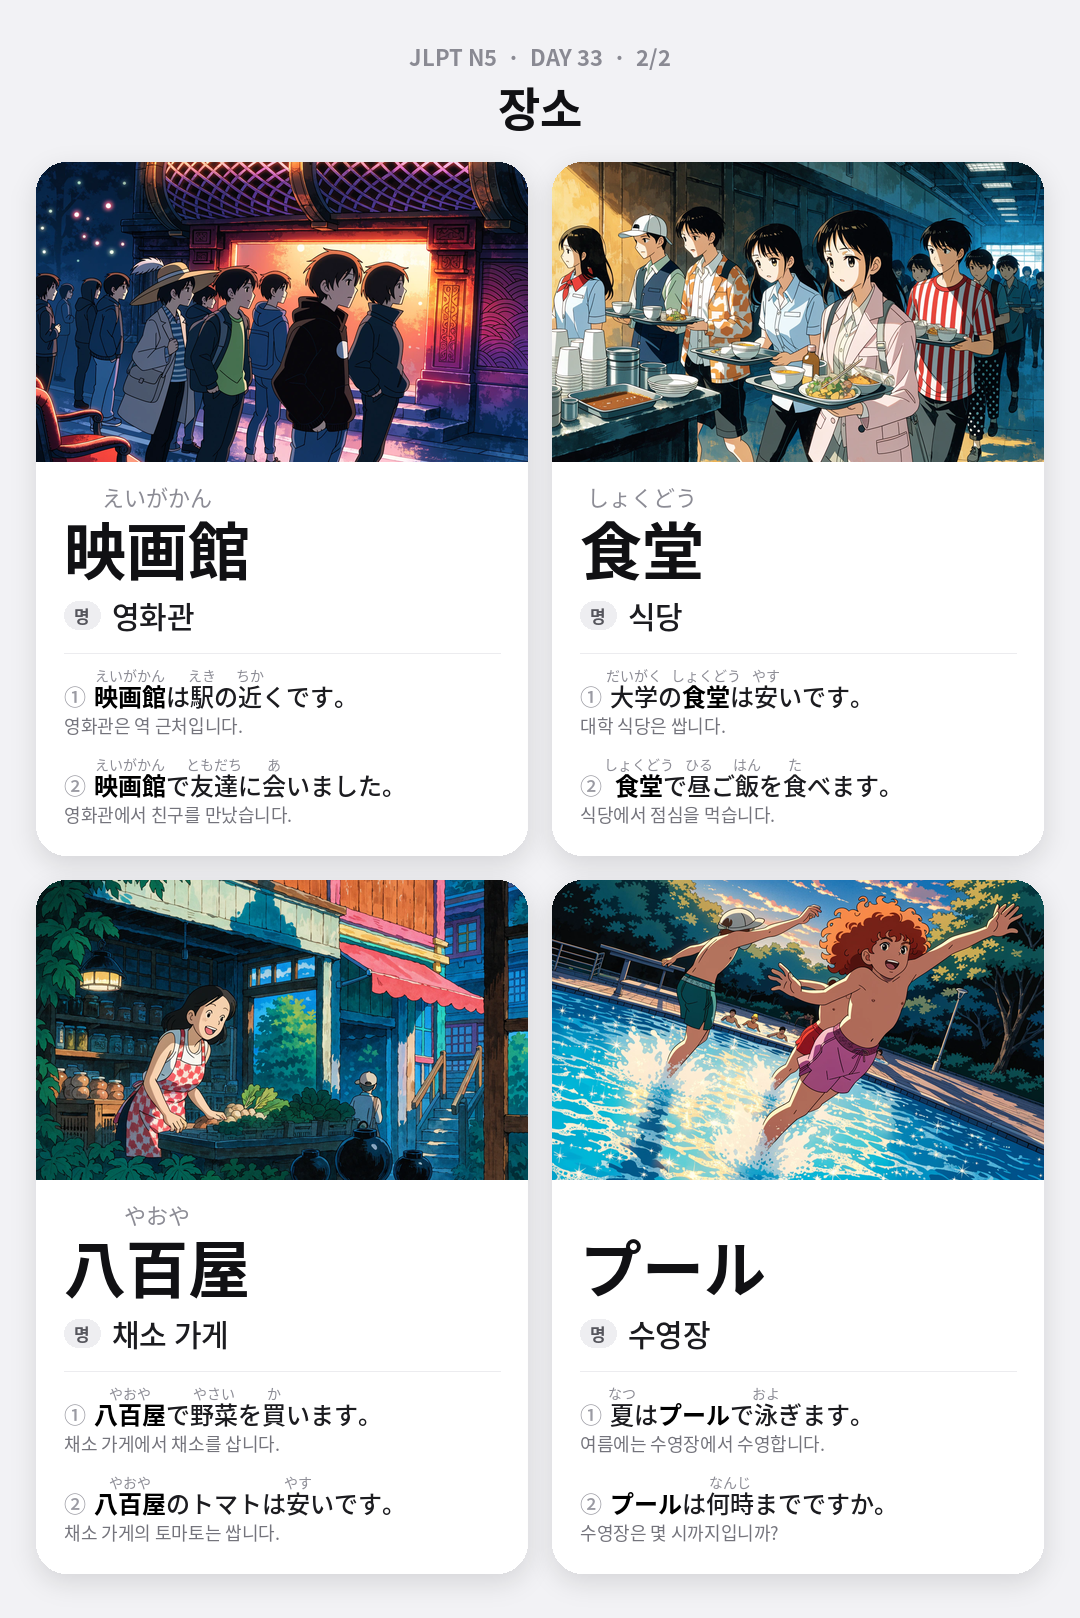 JLPT N5 · DAY 33 · 2/2
장소
えいがかん
映画館
명 영화관
えいがかん えき ちか
① 映画館は駅の近くです。
영화관은 역 근처입니다.
えいがかん ともだち あ
② 映画館で友達に会いました。
영화관에서 친구를 만났습니다.
しょくどう
食堂
명 식당
だいがく しょくどう やす
① 大学の食堂は安いです。
대학 식당은 쌉니다.
しょくどう ひる はん た
② 食堂で昼ご飯を食べます。
식당에서 점심을 먹습니다.
やおや
八百屋
명 채소 가게
やおや やさい か
① 八百屋で野菜を買います。
채소 가게에서 채소를 삽니다.
やおや やす
② 八百屋のトマトは安いです。
채소 가게의 토마토는 쌉니다.
プール
명 수영장
なつ およ
① 夏はプールで泳ぎます。
여름에는 수영장에서 수영합니다.
なんじ
② プールは何時までですか。
수영장은 몇 시까지입니까?